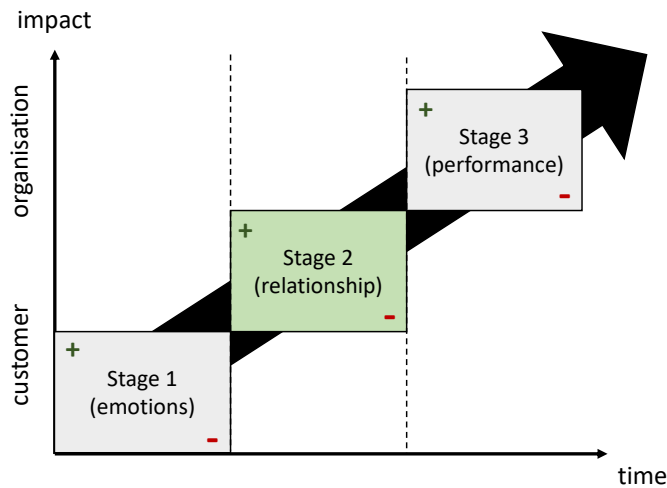 impact
organisation
customer
+
Stage 3
(performance)
-
+
Stage 2
(relationship)
-
+
Stage 1
(emotions)
-
time